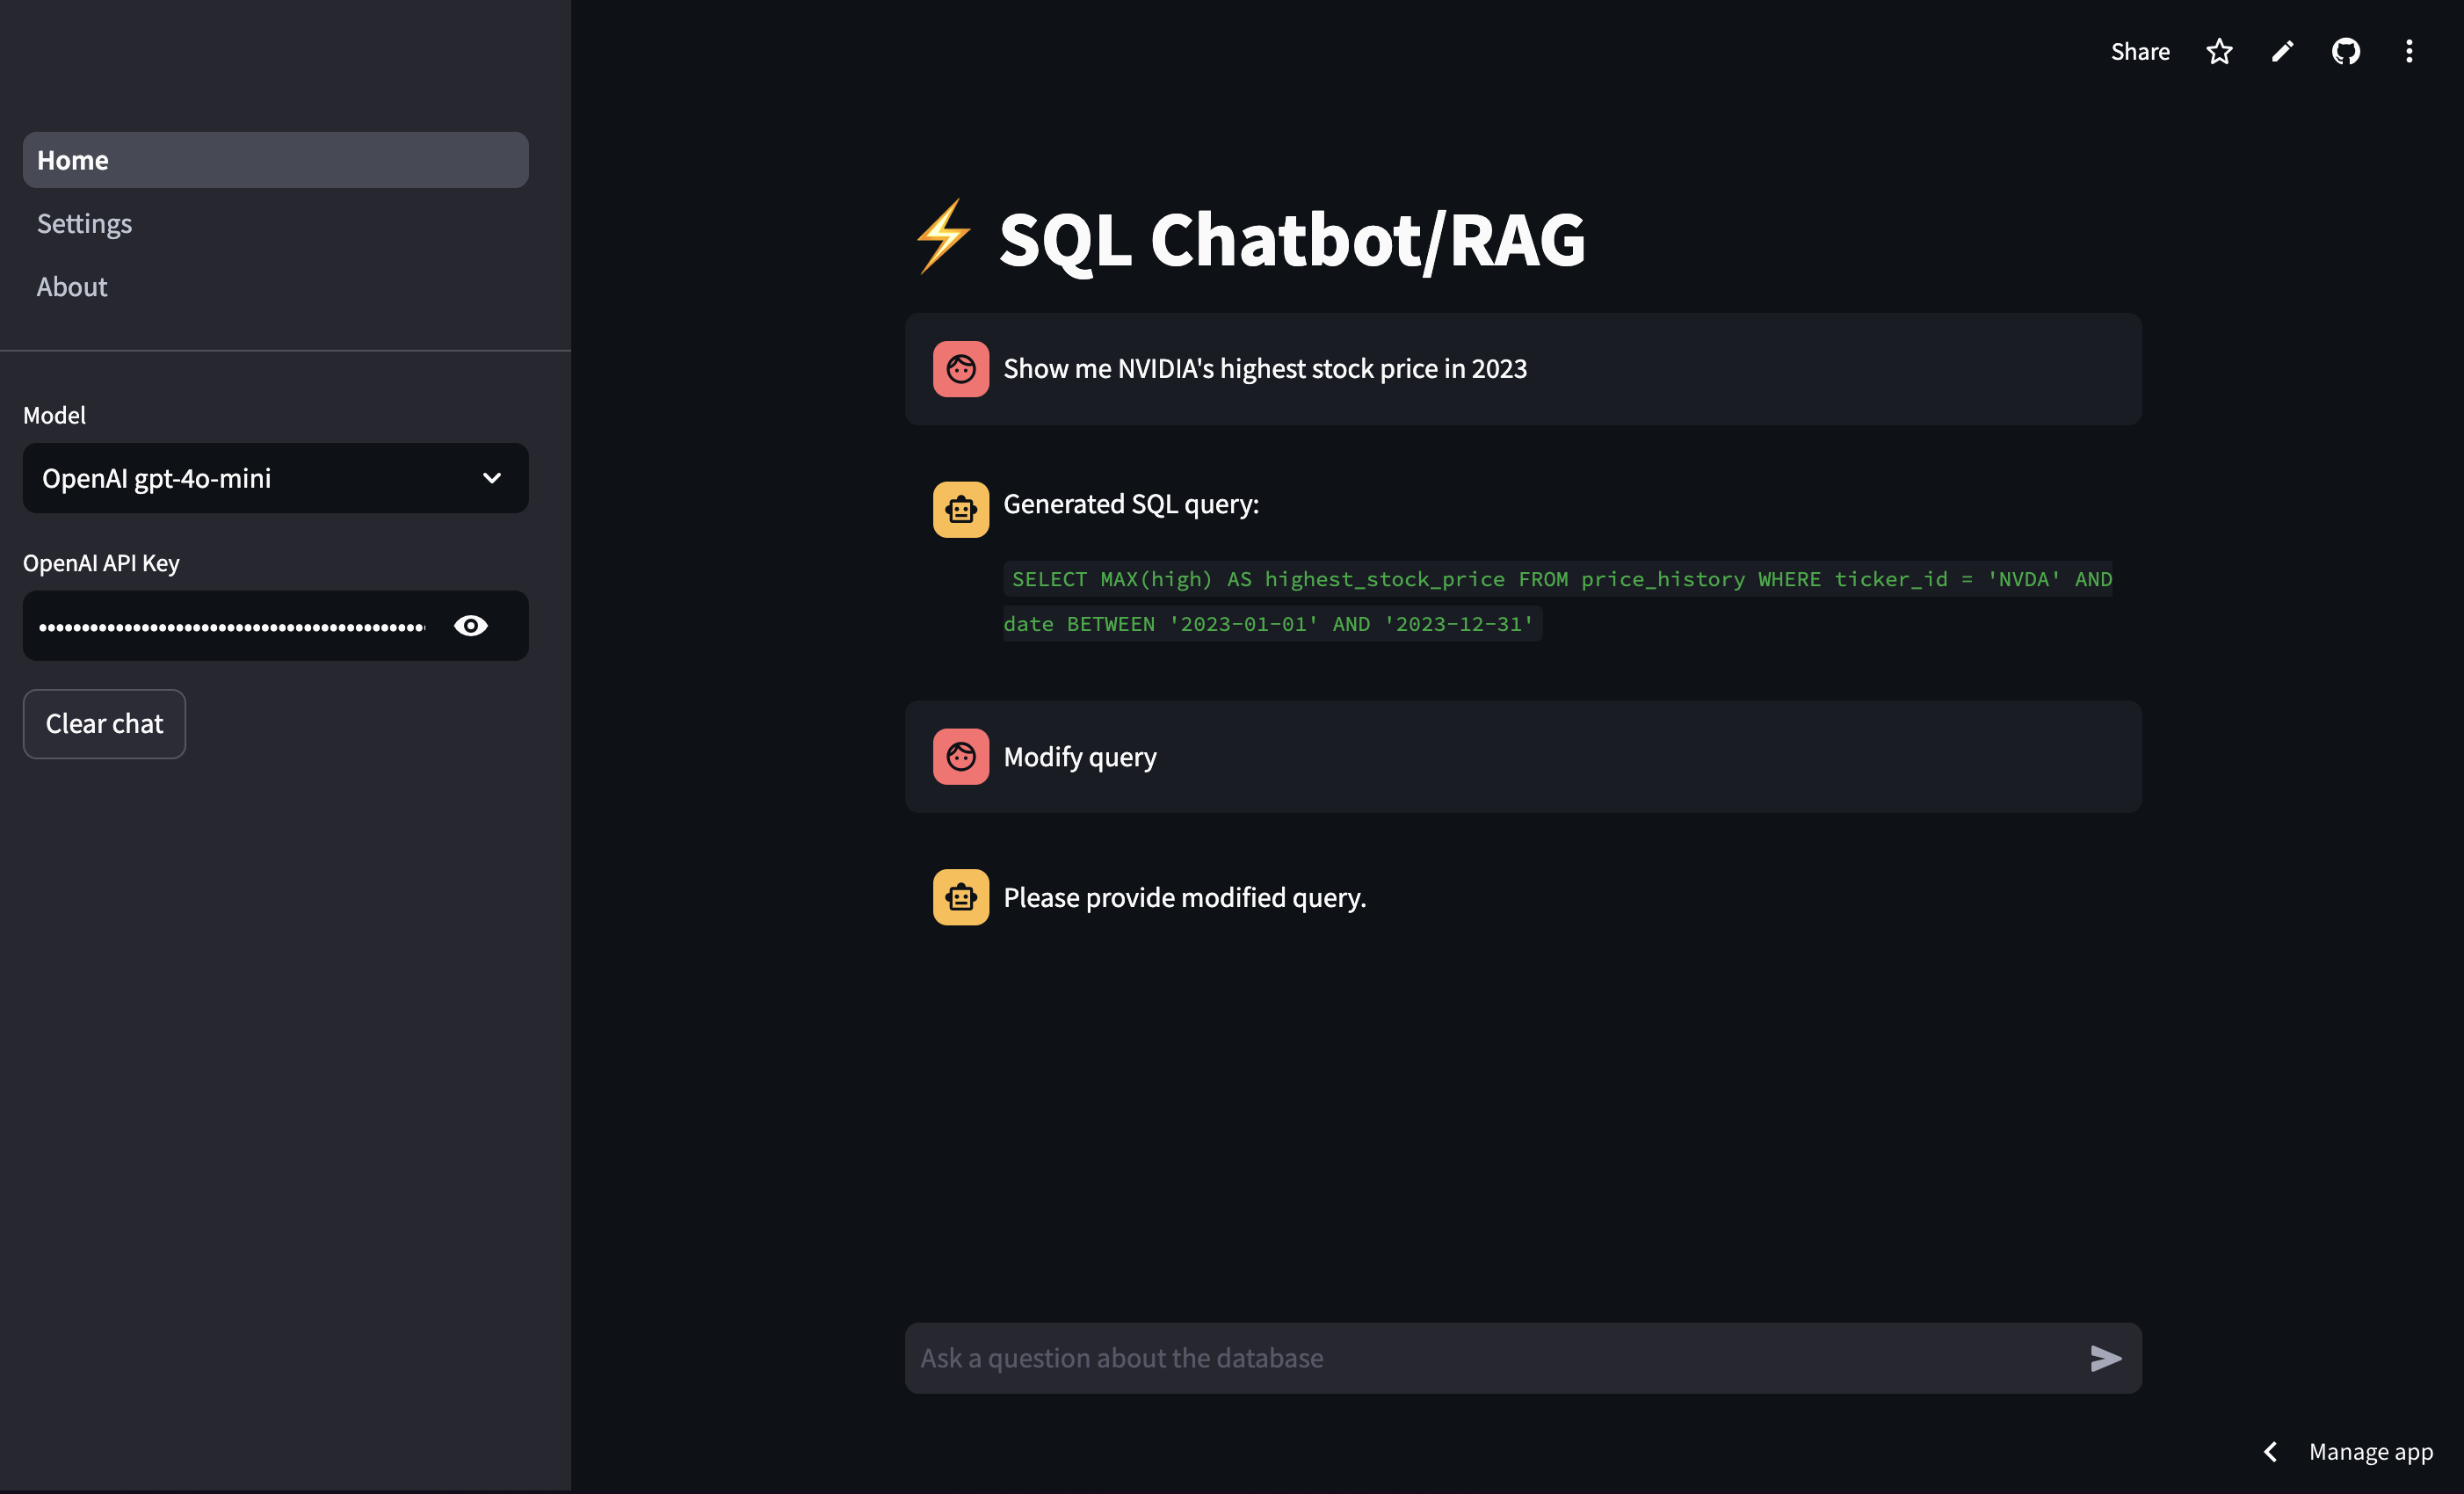 Share
Home
Settings
About
Model
OpenAI gpt-4o-mini
OpenAI API Key
Clear chat
⚡ SQL Chatbot/RAG
Show me NVIDIA's highest stock price in 2023
Generated SQL query:
SELECT MAX(high) AS highest_stock_price FROM price_history WHERE ticker_id = 'NVDA' AND
date BETWEEN '2023-01-01' AND '2023-12-31'
Modify query
Please provide modified query.
Ask a question about the database
Manage app